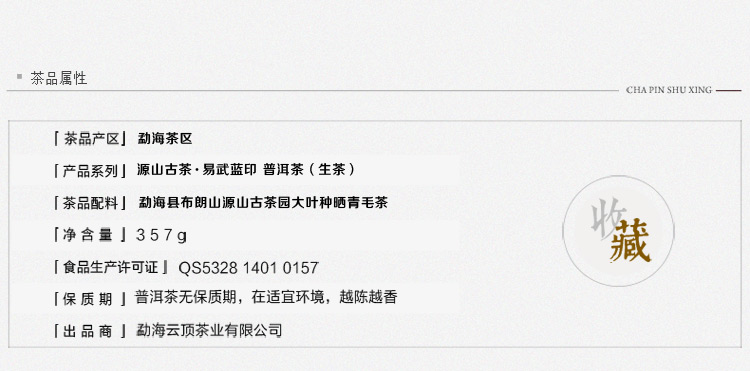 茶品属性
CHA PIN SHU XING
「茶品产区」 勐海茶区
「产品系列」 源山古茶·易武蓝印 普洱茶（生茶）
「茶品配料」 勐海县布朗山源山古茶园大叶种晒青毛茶
「净含量」 357g
「食品生产许可证」 QS5328 1401 0157
「保质期」 普洱茶无保质期，在适宜环境，越陈越香
「出品商」 勐海云顶茶业有限公司
收藏